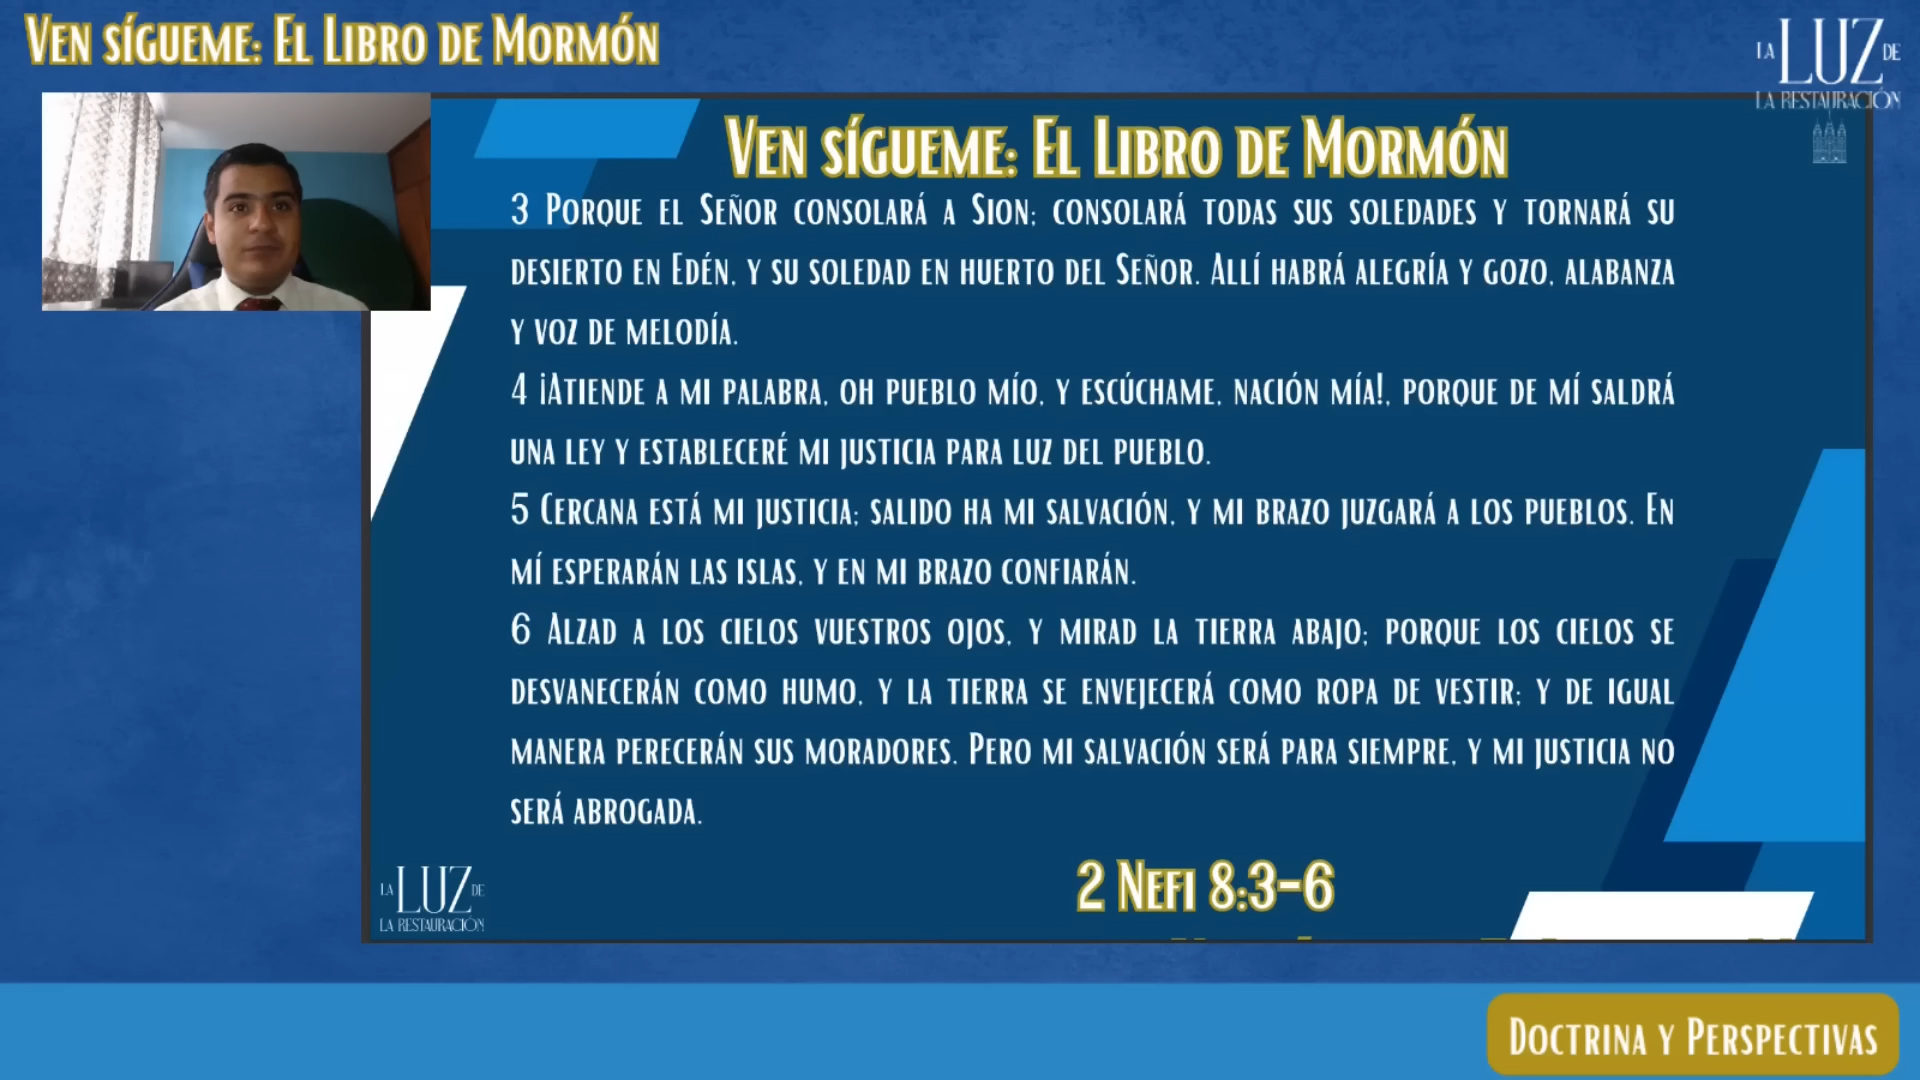 Ven sígueme: El Libro de Mormón
La Luz de
La Restauración
Ven sígueme: El Libro de Mormón
3 Porque el Señor consolará a Sion; consolará todas sus soledades y tornará su
desierto en Edén, y su soledad en huerto del Señor. Allí habrá alegría y gozo, alabanza
y voz de melodía.
4 ¡Atiende a mi palabra, oh pueblo mío, y escúchame, nación mía!, porque de mí saldrá
una ley y estableceré mi justicia para luz del pueblo.
5 Cercana está mi justicia; salido ha mi salvación, y mi brazo juzgará a los pueblos. En
mí esperarán las islas, y en mi brazo confiarán.
6 Alzad a los cielos vuestros ojos, y mirad la tierra abajo; porque los cielos se
desvanecerán como humo, y la tierra se envejecerá como ropa de vestir; y de igual
manera perecerán sus moradores. Pero mi salvación será para siempre, y mi justicia no
será abrogada.
2 Nefi 8:3-6
La Luz de
La Restauración
Doctrina y Perspectivas